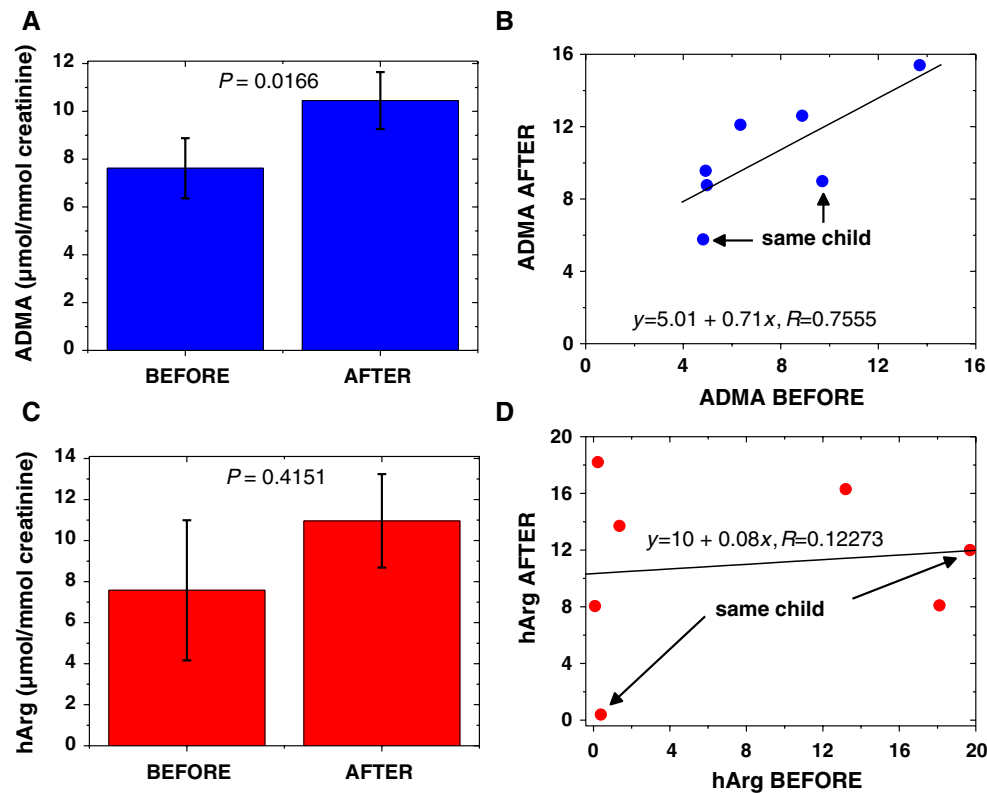 A
ADMA (µmol/mmol creatinine)
12
10
8
6
4
2
0
P = 0.0166
BEFORE
AFTER
B
ADMA AFTER
16
12
8
4
0
same child
y=5.01 + 0.71x, R=0.7555
0
4
8
12
16
ADMA BEFORE
C
hArg (µmol/mmol creatinine)
14
12
10
8
6
4
2
0
P = 0.4151
BEFORE
AFTER
D
hArg AFTER
20
16
12
8
4
0
y=10 + 0.08x, R=0.12273
same child
0
4
8
12
16
20
hArg BEFORE